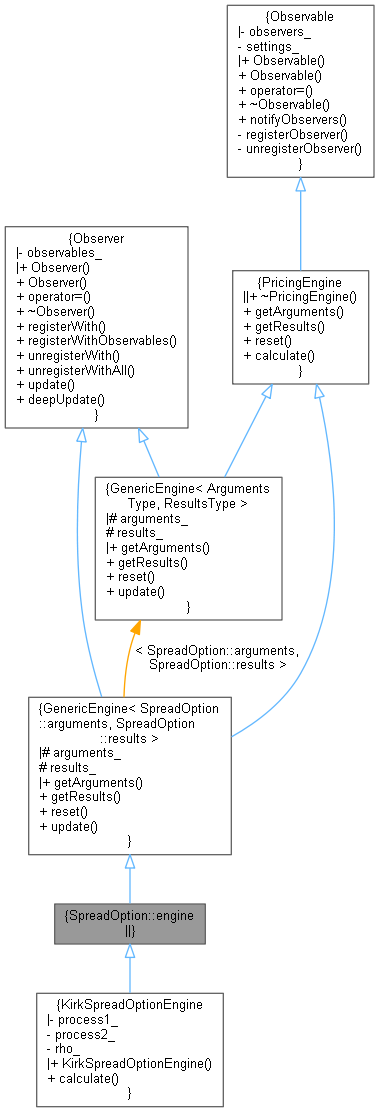 {Observable
|- observers_
- settings_
|+ Observable()
+ Observable()
+ operator=()
+ ~Observable()
+ notifyObservers()
- registerObserver()
- unregisterObserver()
}
{Observer
|- observables_
|+ Observer()
+ Observer()
+ operator=()
+ ~Observer()
+ registerWith()
+ registerWithObservables()
+ unregisterWith()
+ unregisterWithAll()
+ update()
+ deepUpdate()
}
{PricingEngine
||+ ~PricingEngine()
+ getArguments()
+ getResults()
+ reset()
+ calculate()
}
{GenericEngine< Arguments
Type, ResultsType >
|# arguments_
# results_
|+ getArguments()
+ getResults()
+ reset()
+ update()
}
< SpreadOption::arguments,
SpreadOption::results >
{GenericEngine< SpreadOption
::arguments, SpreadOption
::results >
|# arguments_
# results_
|+ getArguments()
+ getResults()
+ reset()
+ update()
}
{SpreadOption::engine
||}
{KirkSpreadOptionEngine
|- process1_
- process2_
- rho_
|+ KirkSpreadOptionEngine()
+ calculate()
}